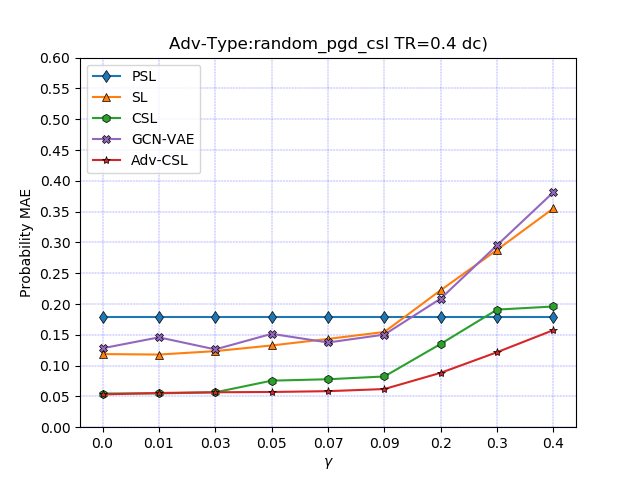 Adv-Type:random_pgd_csl TR=0.4 dc)
Probability MAE
0.60
0.55
0.50
0.45
0.40
0.35
0.30
0.25
0.20
0.15
0.10
0.05
0.00
PSL
SL
CSL
GCN-VAE
Adv-CSL
0.0 0.01 0.03 0.05 0.07 0.09 0.2 0.3 0.4
γ